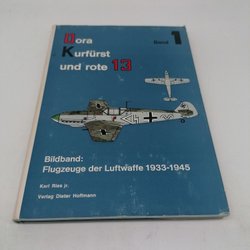 Dora
Kurfürst
und rote 13
Band 1
Bildband:
Flugzeuge der Luftwaffe 1933-1945
Karl Ries jr.
Verlag Dieter Hoffmann